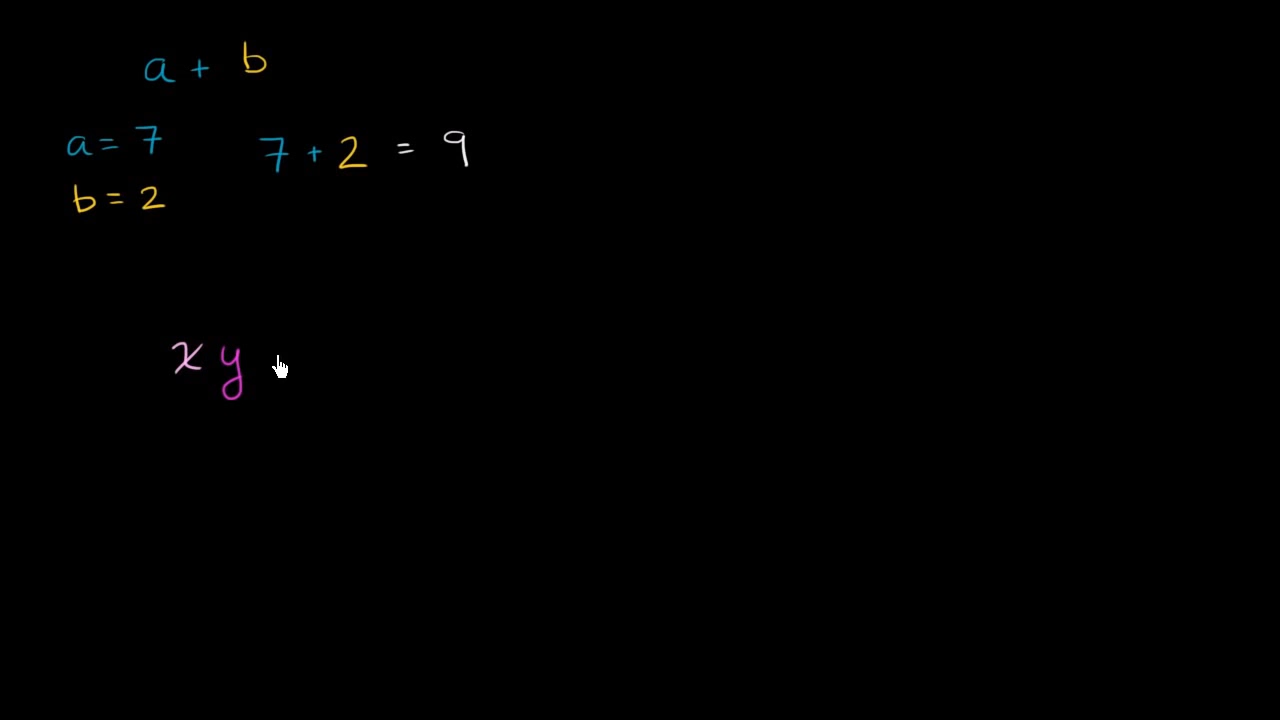 a + b
a = 7
7 + 2 = 9
b = 2
x y